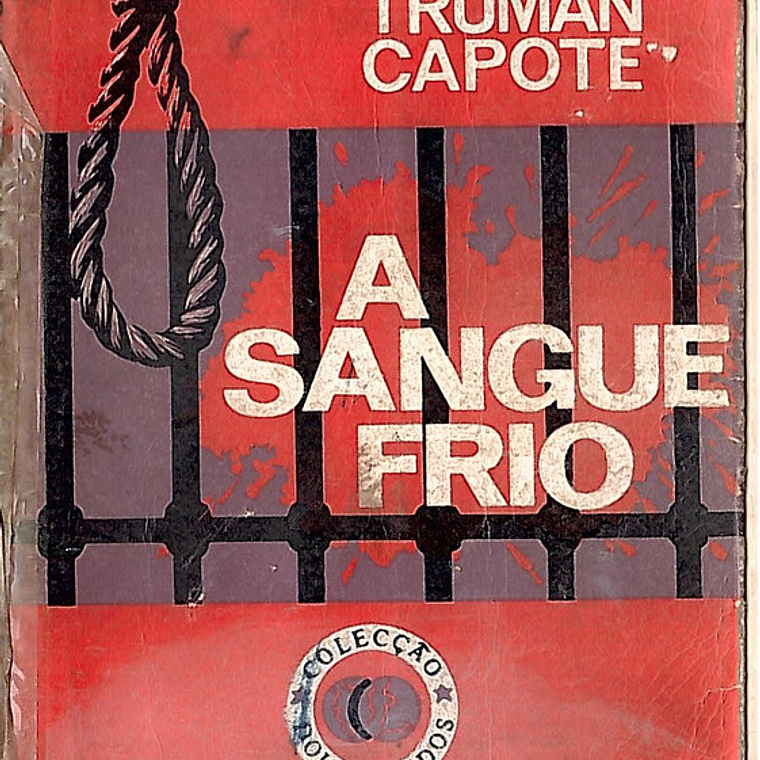 TRUMAN
CAPOTE
A
SANGUE
FRIO
COLECÇÃO